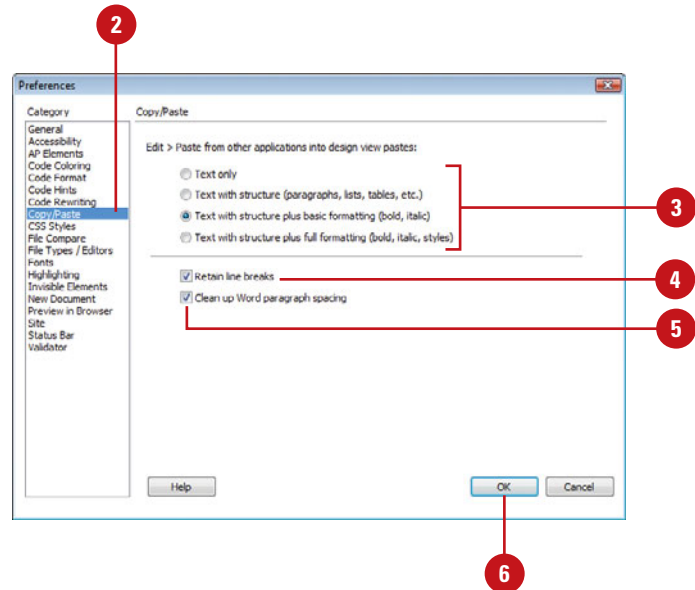 2
Preferences
Category
Copy/Paste
General
Accessibility
AP Elements
Code Coloring
Code Format
Code Hints
Code Rewriting
Copy/Paste
CSS Styles
File Compare
File Types / Editors
Fonts
Highlighting
Invisible Elements
New Document
Preview in Browser
Site
Status Bar
Validator
Edit > Paste from other applications into design view pastes:
Text only
Text with structure (paragraphs, lists, tables, etc.)
Text with structure plus basic formatting (bold, italic)
Text with structure plus full formatting (bold, italic, styles)
3
Retain line breaks
4
Clean up Word paragraph spacing
5
Help
OK
Cancel
6